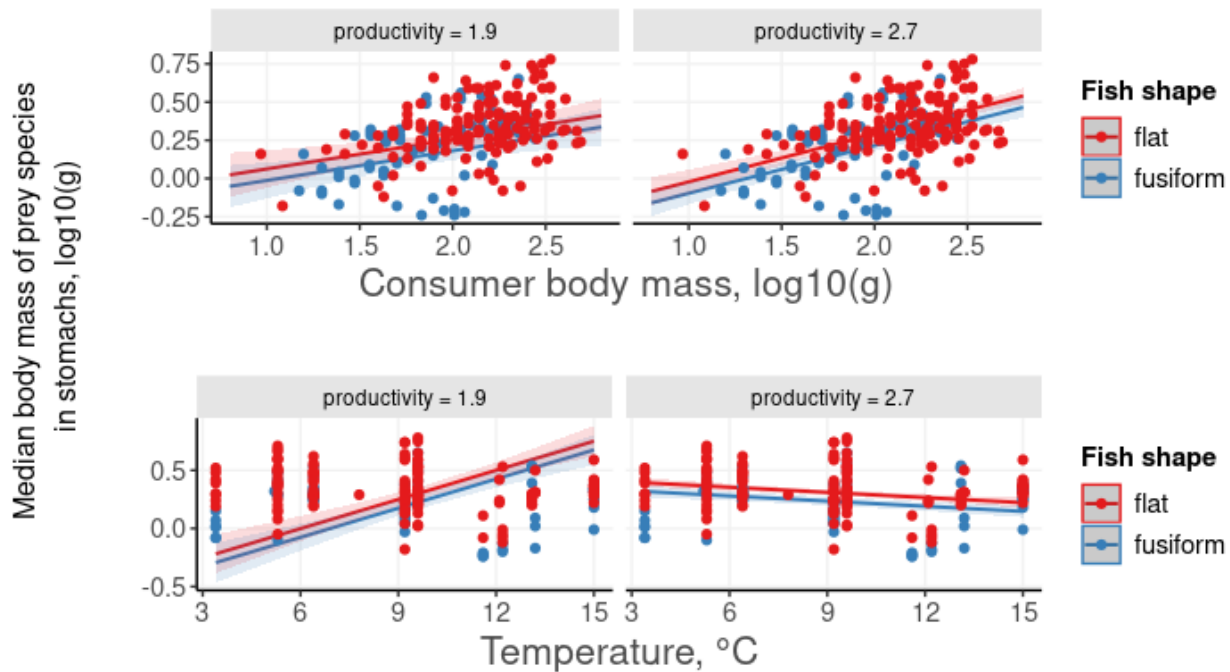 Median body mass of prey species
in stomachs, log10(g)
productivity = 1.9
productivity = 2.7
0.75
0.50
0.25
0.00
-0.25
1.0 1.5 2.0 2.5
1.0 1.5 2.0 2.5
Consumer body mass, log10(g)
Fish shape
flat
fusiform
productivity = 1.9
productivity = 2.7
0.5
0.0
-0.5
3 6 9 12 15
3 6 9 12 15
Temperature, °C
Fish shape
flat
fusiform